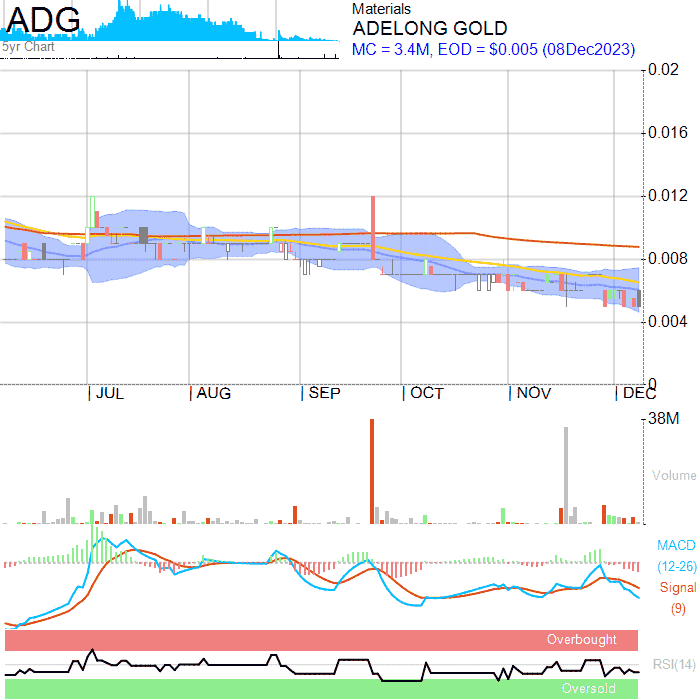 ADG
5yr Chart
Materials
ADELONG GOLD
MC = 3.4M, EOD = $0.005 (08Dec2023)
0.02
0.016
0.012
0.008
0.004
0
JUL AUG SEP OCT NOV DEC
38M
Volume
MACD
(12-26)
Signal
(9)
Overbought
RSI(14)
Oversold